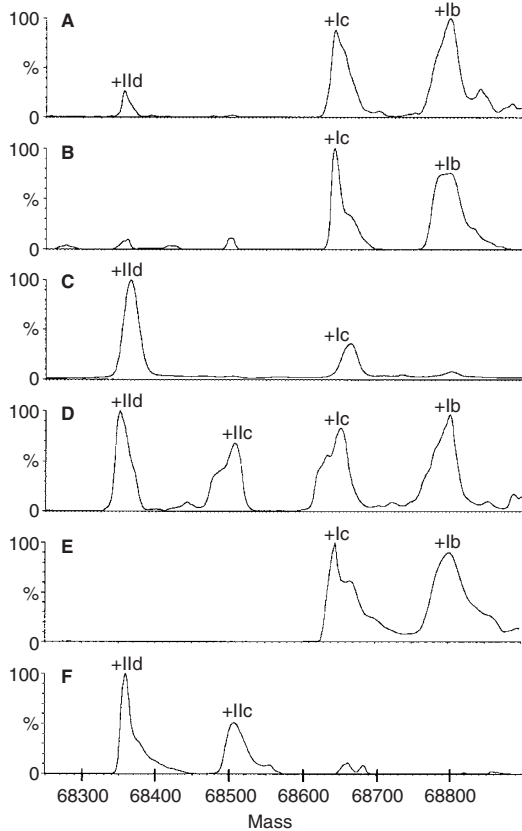 100 A +Ic +Ib
% +IId
0
100 B +Ic
% +Ib
0
100 C +IId
% +Ic
0
100 D +IId +IIc +Ic +Ib
%
0
100 E +Ic +Ib
%
0
100 F +IId
% +IIc
0
68300 68400 68500 68600 68700 68800
Mass